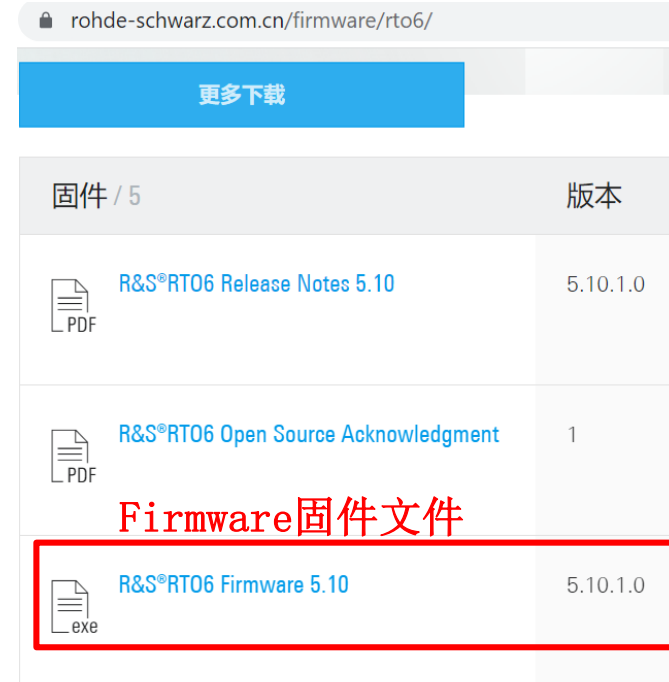 rohde-schwarz.com.cn/firmware/rto6/
更多下载
固件 / 5 版本
R&S®RTO6 Release Notes 5.10 5.10.1.0
PDF
R&S®RTO6 Open Source Acknowledgment 1
PDF
Firmware固件文件
R&S®RTO6 Firmware 5.10 5.10.1.0
exe